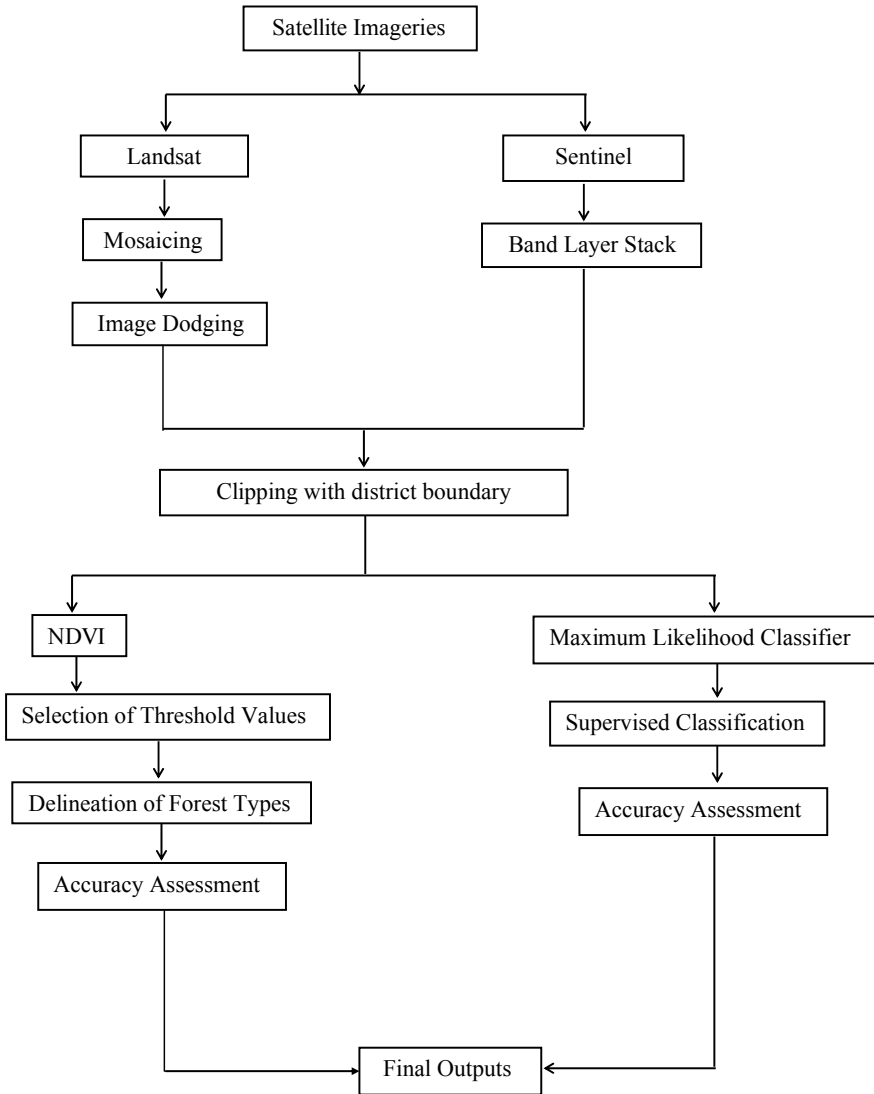 Satellite Imageries
Landsat
Sentinel
Mosaicing
Band Layer Stack
Image Dodging
Clipping with district boundary
NDVI
Maximum Likelihood Classifier
Selection of Threshold Values
Supervised Classification
Delineation of Forest Types
Accuracy Assessment
Accuracy Assessment
Final Outputs